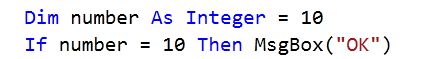 Dim number As Integer = 10
If number = 10 Then MsgBox("OK")